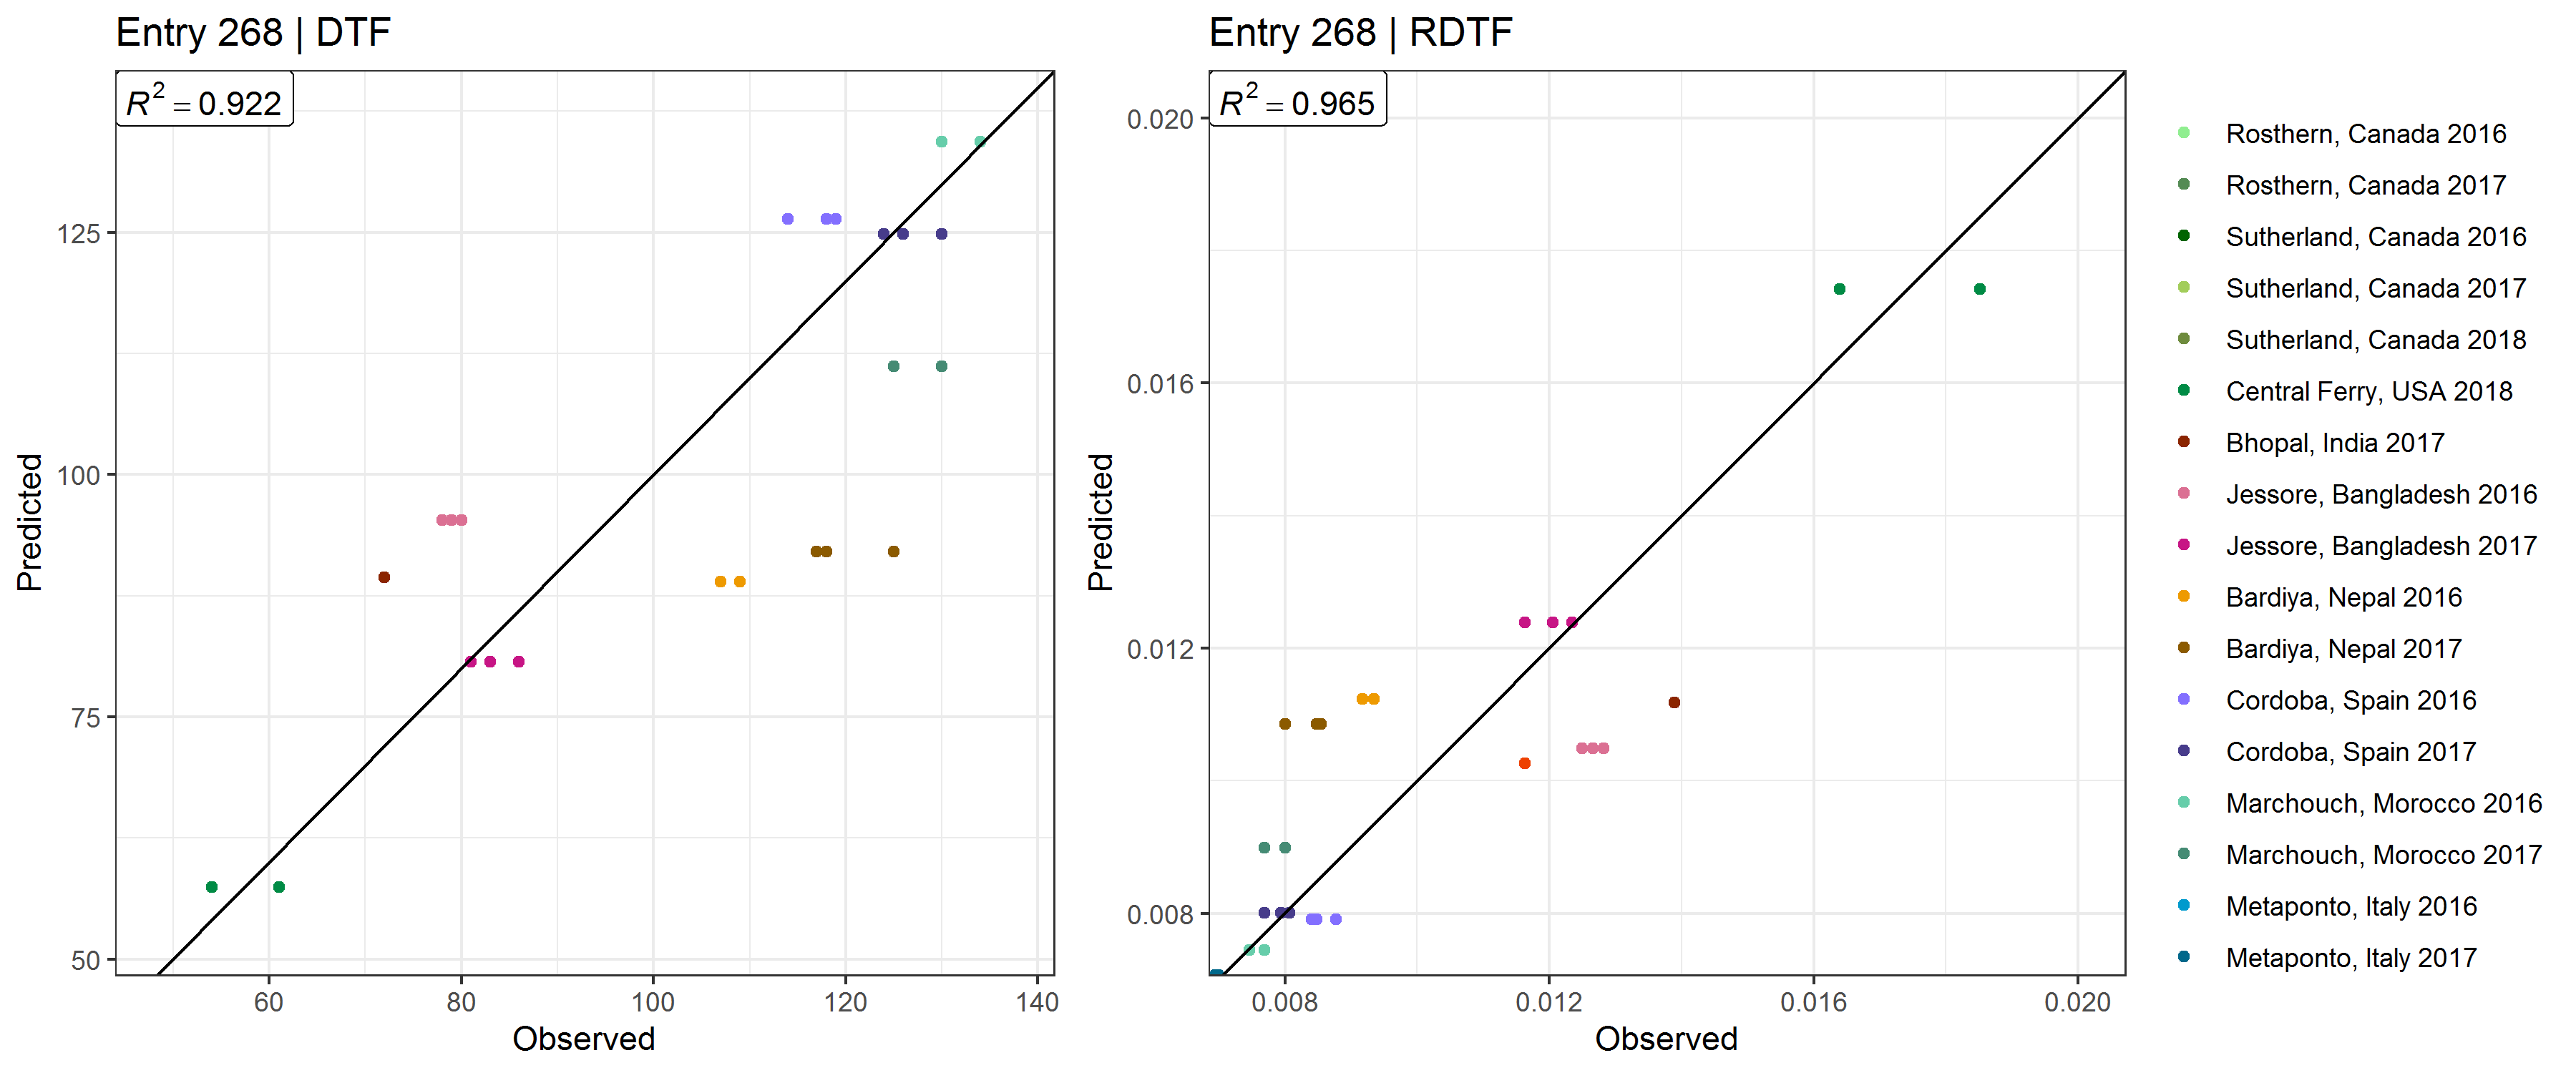 Entry 268 | DTF
R² = 0.922
125
100
75
50
Predicted
60 80 100 120 140
Observed
Entry 268 | RDTF
R² = 0.965
0.020
0.016
0.012
0.008
Predicted
0.008 0.012 0.016 0.020
Observed
Rosthern, Canada 2016
Rosthern, Canada 2017
Sutherland, Canada 2016
Sutherland, Canada 2017
Sutherland, Canada 2018
Central Ferry, USA 2018
Bhopal, India 2017
Jessore, Bangladesh 2016
Jessore, Bangladesh 2017
Bardiya, Nepal 2016
Bardiya, Nepal 2017
Cordoba, Spain 2016
Cordoba, Spain 2017
Marchouch, Morocco 2016
Marchouch, Morocco 2017
Metaponto, Italy 2016
Metaponto, Italy 2017